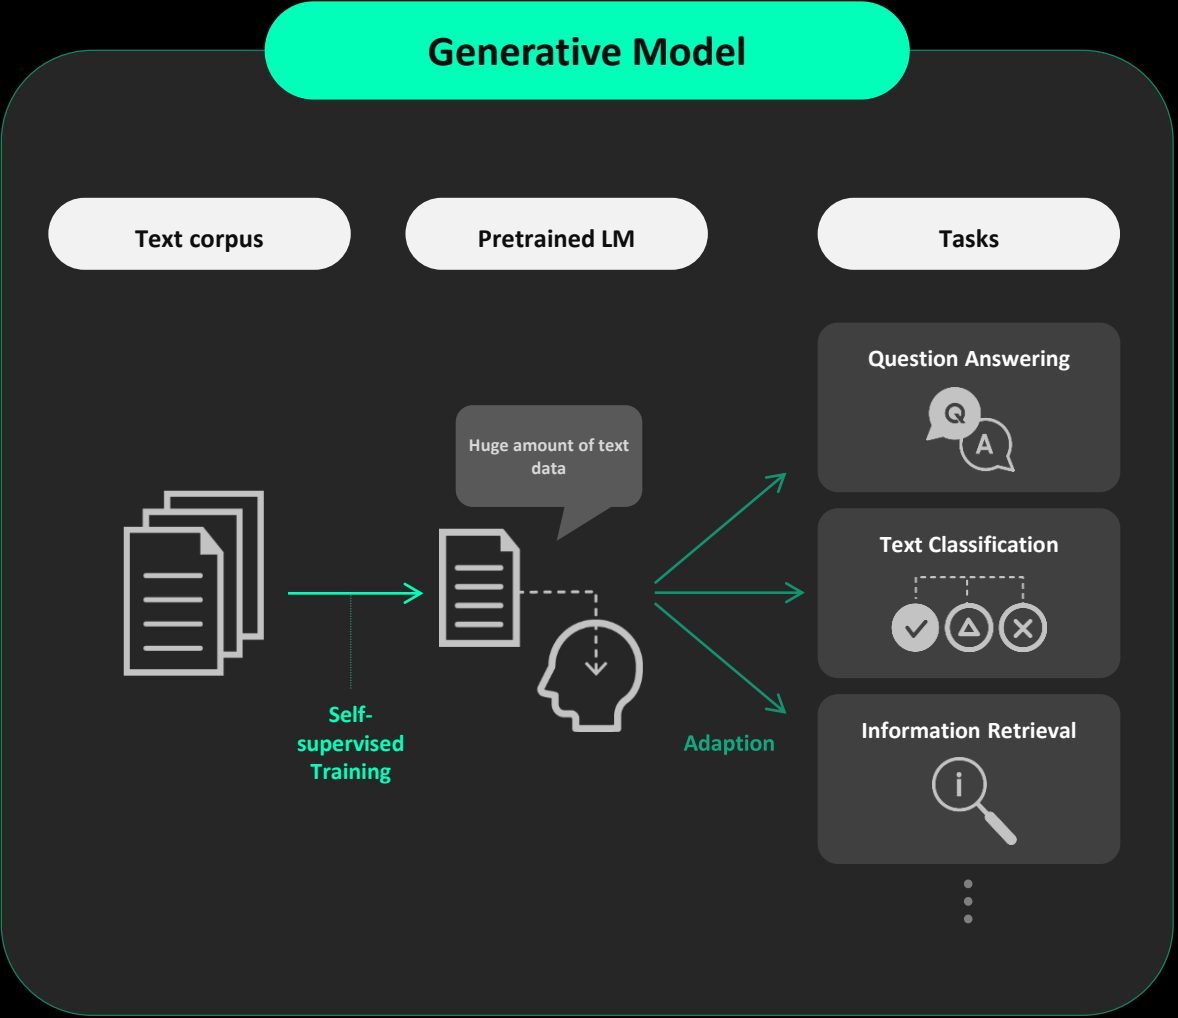 Generative Model
Text corpus
Pretrained LM
Tasks
Question Answering
Q
A
Huge amount of text
data
Text Classification
Self-
supervised
Training
Adaption
Information Retrieval
i